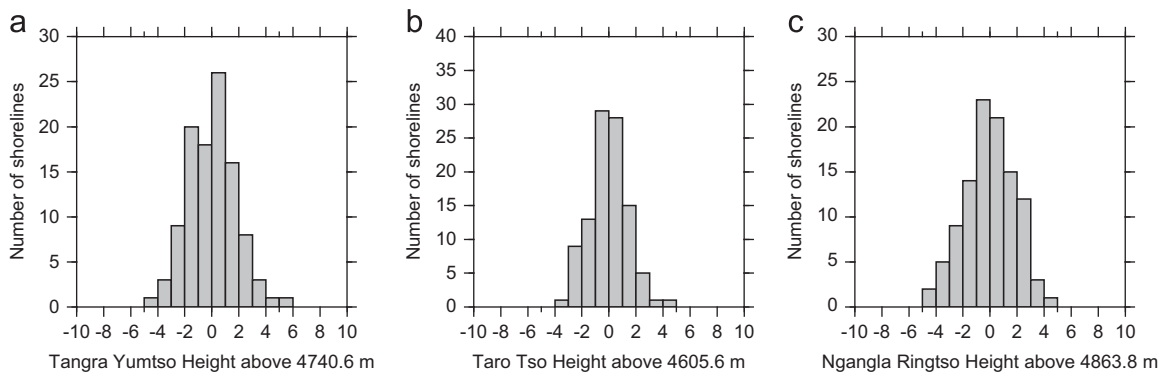 a
30
25
20
15
10
5
0
Number of shorelines
-10 -8 -6 -4 -2 0 2 4 6 8 10
Tangra Yumtso Height above 4740.6 m
b
40
35
30
25
20
15
10
5
0
Number of shorelines
-10 -8 -6 -4 -2 0 2 4 6 8 10
Taro Tso Height above 4605.6 m
c
30
25
20
15
10
5
0
Number of shorelines
-10 -8 -6 -4 -2 0 2 4 6 8 10
Ngangla Ringtso Height above 4863.8 m